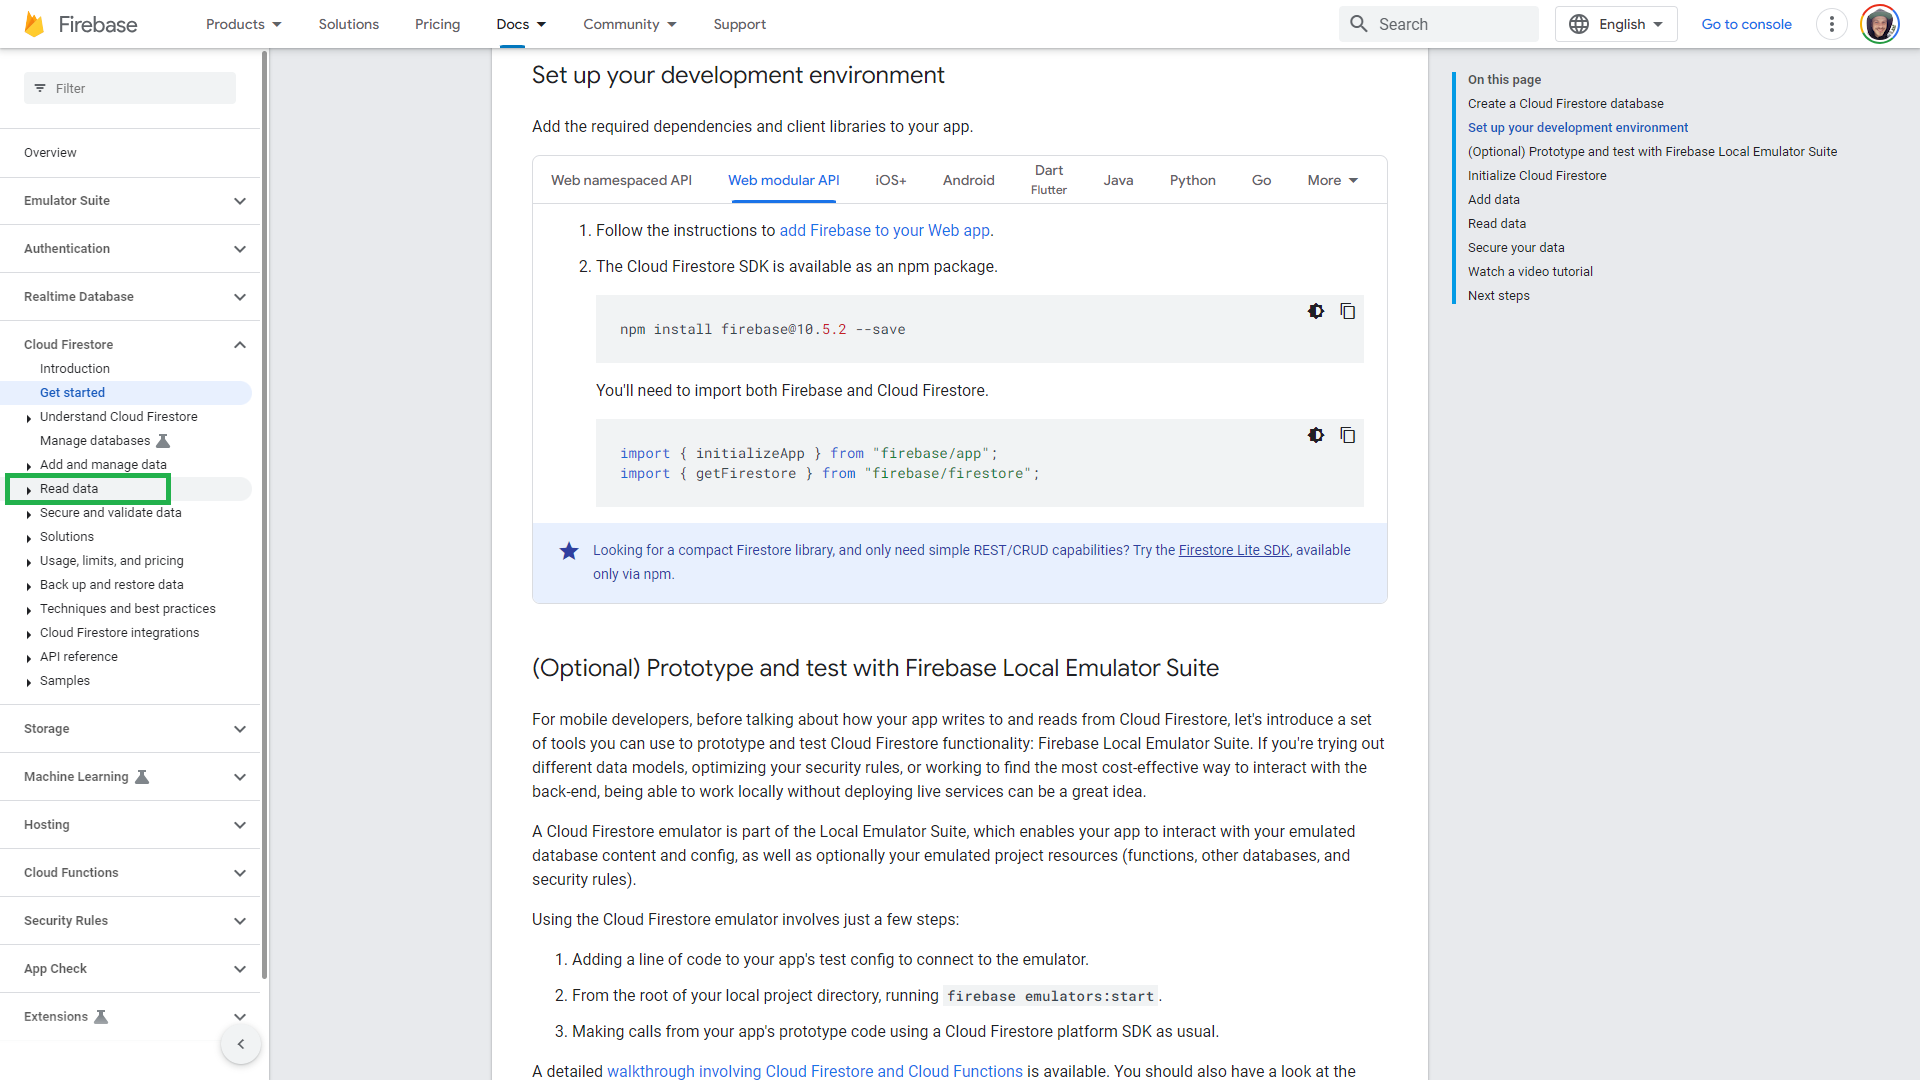 Firebase
Products
Solutions
Pricing
Docs
Community
Support
Search
English
Go to console
Filter
Overview
Emulator Suite
Authentication
Realtime Database
Cloud Firestore
Introduction
Get started
Understand Cloud Firestore
Manage databases
Add and manage data
Read data
Secure and validate data
Solutions
Usage, limits, and pricing
Back up and restore data
Techniques and best practices
Cloud Firestore integrations
API reference
Samples
Storage
Machine Learning
Hosting
Cloud Functions
Security Rules
App Check
Extensions
Set up your development environment
Add the required dependencies and client libraries to your app.
Web namespaced API
Web modular API
iOS+
Android
Dart
Flutter
Java
Python
Go
More
1. Follow the instructions to add Firebase to your Web app.
2. The Cloud Firestore SDK is available as an npm package.
npm install firebase@10.5.2 --save
You'll need to import both Firebase and Cloud Firestore.
import { initializeApp } from "firebase/app";
import { getFirestore } from "firebase/firestore";
Looking for a compact Firestore library, and only need simple REST/CRUD capabilities? Try the Firestore Lite SDK, available
only via npm.
(Optional) Prototype and test with Firebase Local Emulator Suite
For mobile developers, before talking about how your app writes to and reads from Cloud Firestore, let's introduce a set
of tools you can use to prototype and test Cloud Firestore functionality: Firebase Local Emulator Suite. If you're trying out
different data models, optimizing your security rules, or working to find the most cost-effective way to interact with the
back-end, being able to work locally without deploying live services can be a great idea.
A Cloud Firestore emulator is part of the Local Emulator Suite, which enables your app to interact with your emulated
database content and config, as well as optionally your emulated project resources (functions, other databases, and
security rules).
Using the Cloud Firestore emulator involves just a few steps:
1. Adding a line of code to your app's test config to connect to the emulator.
2. From the root of your local project directory, running firebase emulators:start.
3. Making calls from your app's prototype code using a Cloud Firestore platform SDK as usual.
A detailed walkthrough involving Cloud Firestore and Cloud Functions is available. You should also have a look at the
On this page
Create a Cloud Firestore database
Set up your development environment
(Optional) Prototype and test with Firebase Local Emulator Suite
Initialize Cloud Firestore
Add data
Read data
Secure your data
Watch a video tutorial
Next steps